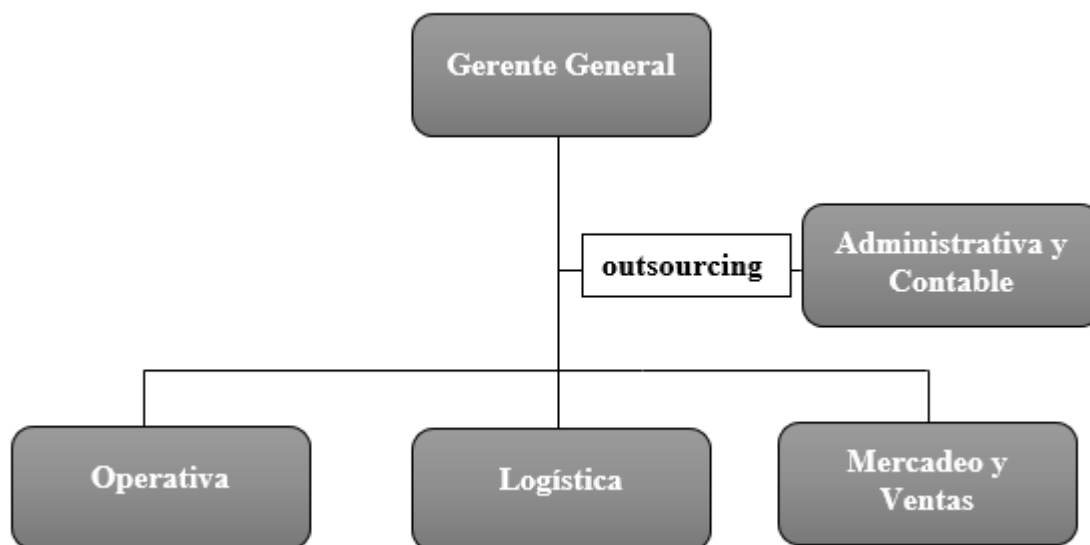 Gerente General
outsourcing
Administrativa y
Contable
Operativa
Logística
Mercadeo y
Ventas